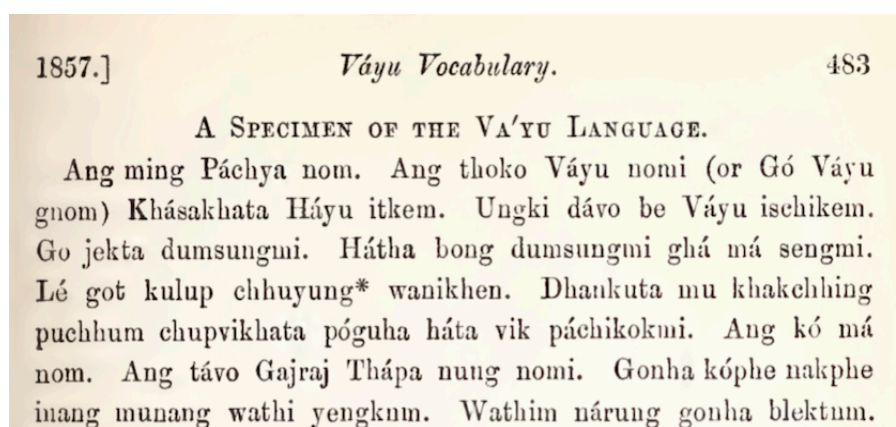 1857.] Váyu Vocabulary. 483
A Specimen of the Va'yu Language.
Ang ming Páchya nom. Ang thoko Váyu nomi (or Gó Váyu
gnom) Khásakhata Háyu itkem. Ungki dávo be Váyu ischikem.
Go jekta dumsungmi. Hátha bong dumsungmi ghá má sengmi.
Lé got kulup chhuyung* wanikhen. Dhankuta mu khakchhing
puchhum chupvikhata póguha háta vik páchikokmi. Ang kó má
nom. Ang távo Gajraj Thápa nung nomi. Gonha kóphe nakphe
inang munang wathi yengknm. Wathim nárung gonha blektum.